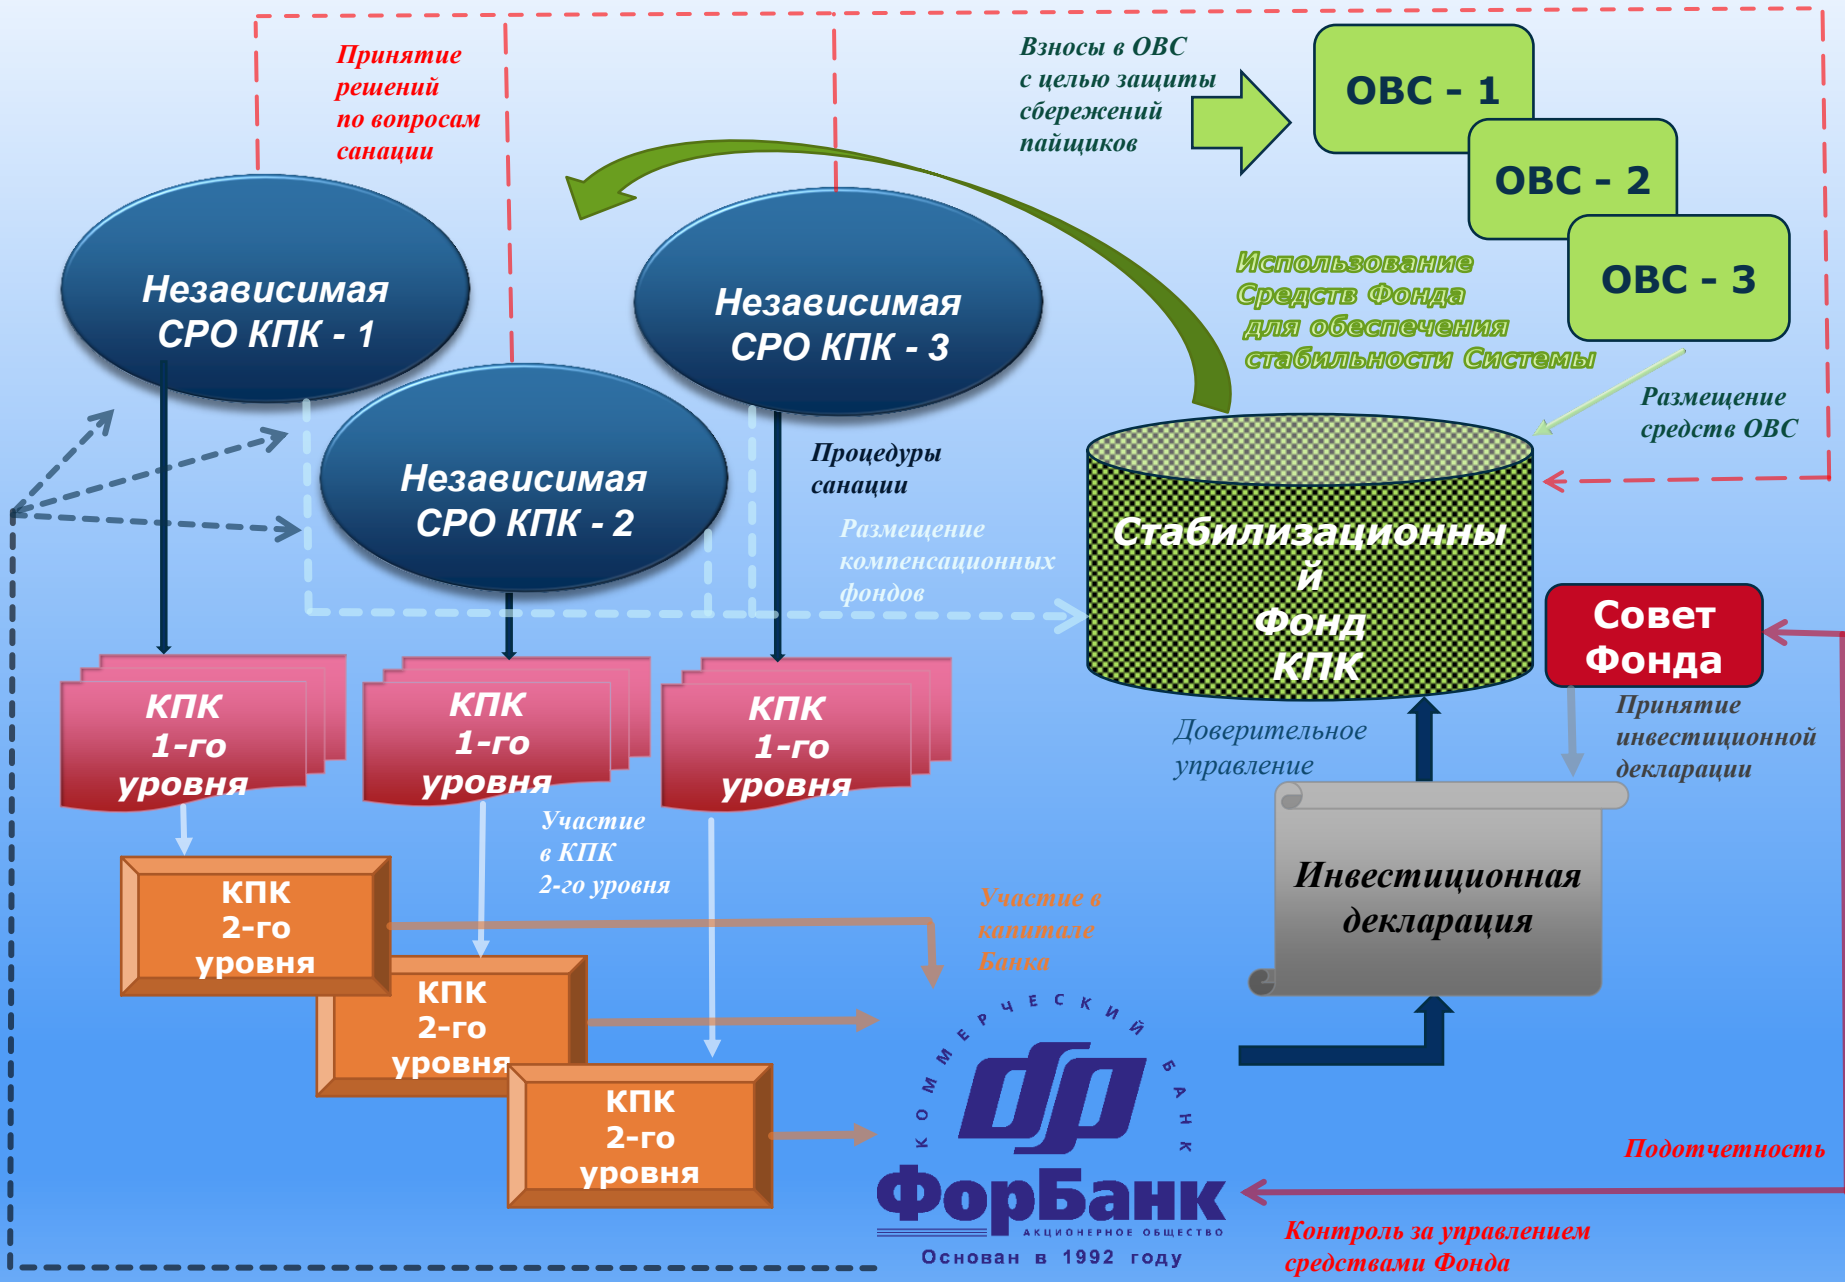 Принятие
решений
по вопросам
санации
Взносы в ОВС
с целью защиты
сбережений
пайщиков
ОВС - 1
ОВС - 2
ОВС - 3
Независимая
СРО КПК - 1
Независимая
СРО КПК - 3
Независимая
СРО КПК - 2
Использование
Средств Фонда
для обеспечения
стабильности Системы
Размещение
средств ОВС
Процедуры
санации
Размещение
компенсационных
фондов
Стабилизационны
й
Фонд
КПК
Совет
Фонда
КПК
1-го
уровня
КПК
1-го
уровня
КПК
1-го
уровня
Доверительное
управление
Принятие
инвестиционной
декларации
Участие
в КПК
2-го уровня
КПК
2-го
уровня
КПК
2-го
уровня
КПК
2-го
уровня
Участие в
капитале
Банка
Инвестиционная
декларация
КОММЕРЧЕСКИЙ БАНК
ФорБанк
АКЦИОНЕРНОЕ ОБЩЕСТВО
Основан в 1992 году
Подотчетность
Контроль за управлением
средствами Фонда